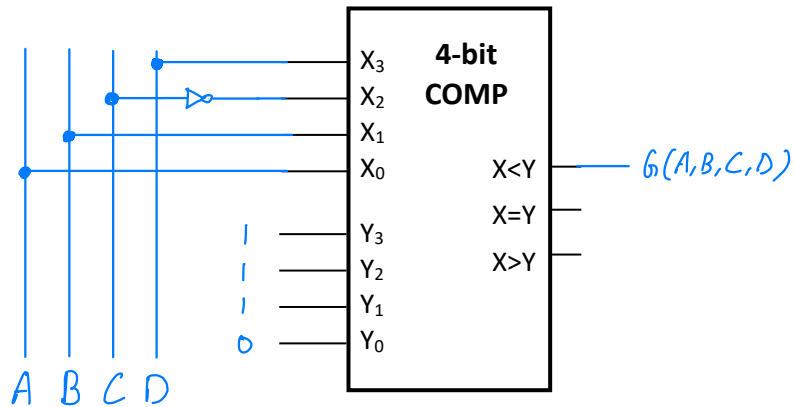 4-bit
COMP
X₃
X₂
X₁
X₀
Y₃
Y₂
Y₁
Y₀
X<Y
X=Y
X>Y
1
1
1
0
G(A,B,C,D)
A B C D